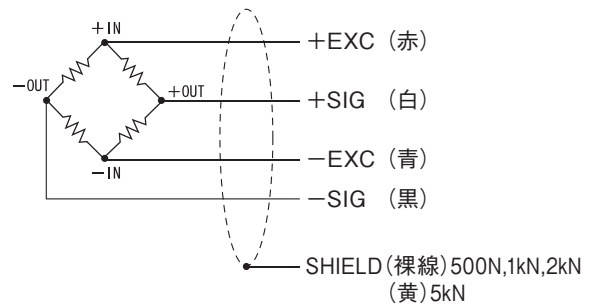 +IN
+EXC（赤）
−OUT
+OUT
+SIG（白）
−EXC（青）
−IN
−SIG（黒）
SHIELD（裸線）500N,1kN,2kN
（黄）5kN